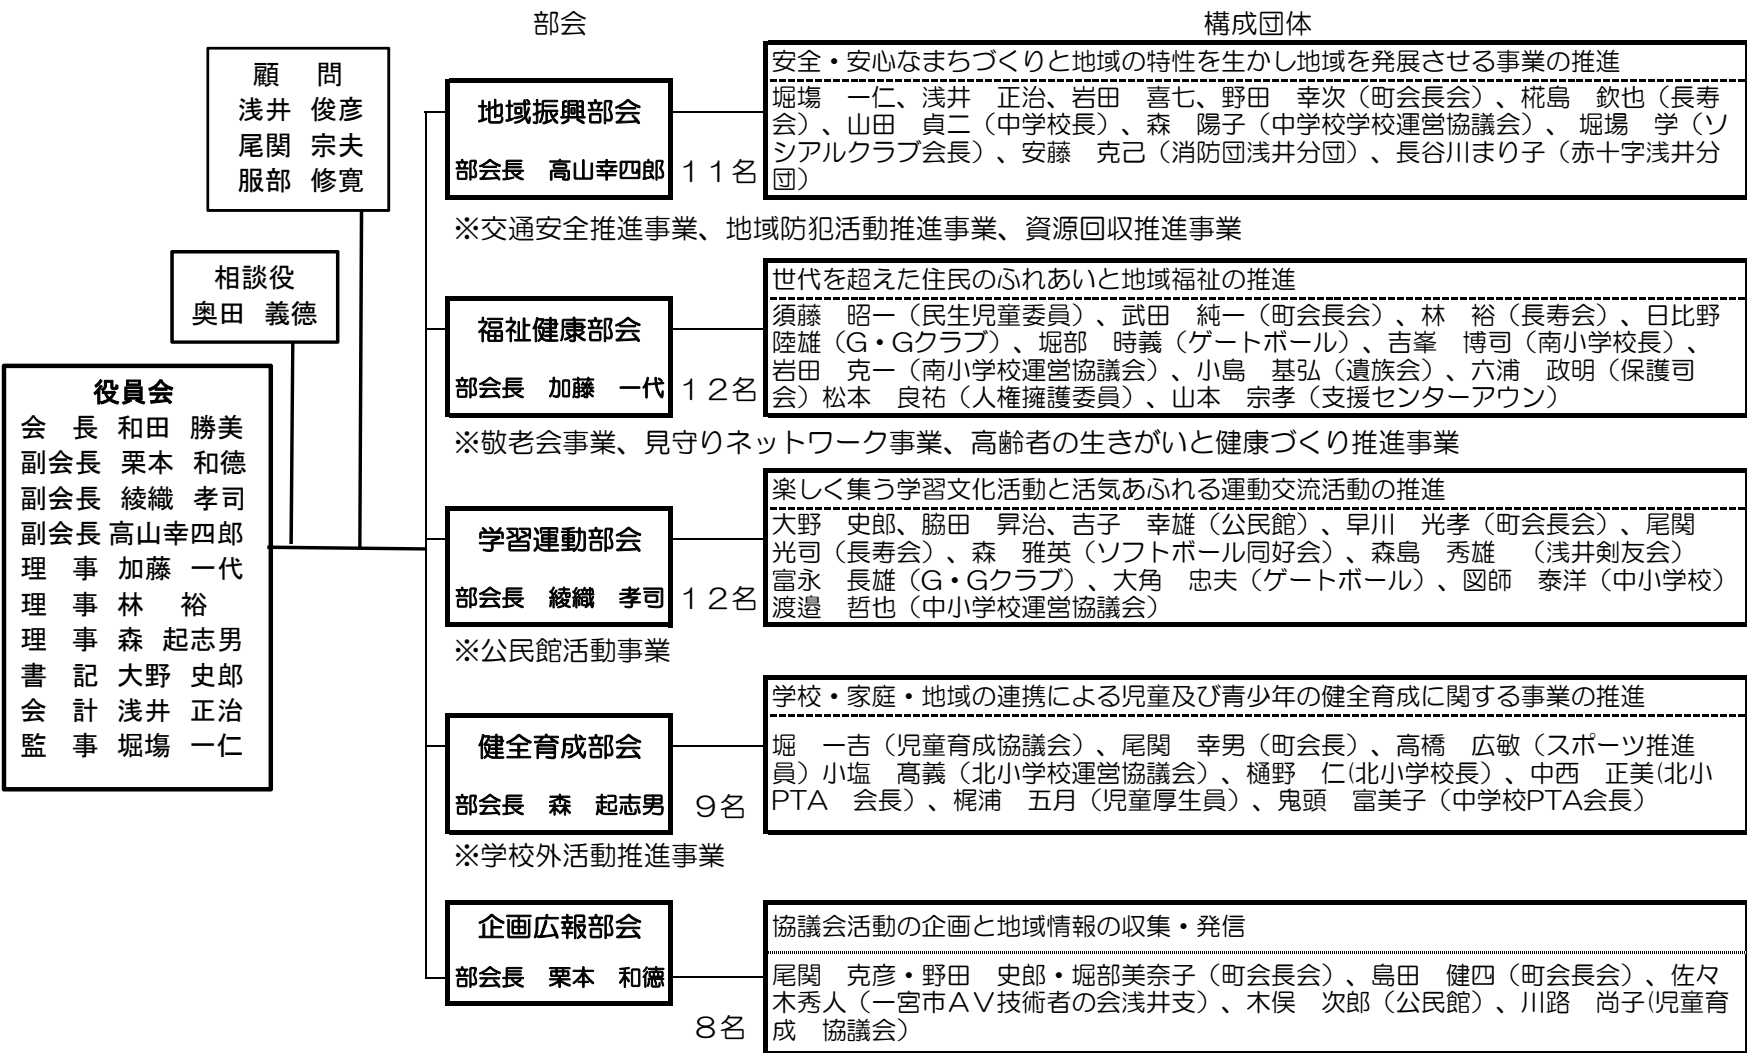 部会
構成団体
顧　問
浅井　俊彦
尾関　宗夫
服部　修寛
相談役
奥田　義徳
役員会
会　長 和田　勝美
副会長 栗本　和徳
副会長 綾織　孝司
副会長 高山幸四郎
理　事 加藤　一代
理　事 林　　裕
理　事 森　起志男
書　記 大野　史郎
会　計 浅井　正治
監　事 堀場　一仁
地域振興部会
部会長　高山幸四郎
１１名
安全・安心なまちづくりと地域の特性を生かし地域を発展させる事業の推進
堀場　一仁、浅井　正治、岩田　喜七、野田　幸次（町会長会）、椛島　欽也（長寿
会）、山田　貞二（中学校長）、森　陽子（中学校学校運営協議会）、 堀場　学（ソ
シアルクラブ会長）、安藤　克己（消防団浅井分団）、長谷川まり子（赤十字浅井分
団）
※交通安全推進事業、地域防犯活動推進事業、資源回収推進事業
福祉健康部会
部会長　加藤　一代
１２名
世代を超えた住民のふれあいと地域福祉の推進
須藤　昭一（民生児童委員）、武田　純一（町会長会）、林　裕（長寿会）、日比野
陸雄（G・Gクラブ）、堀部　時義（ゲートボール）、吉峯　博司（南小学校長）、
岩田　克一（南小学校運営協議会）、小島　基弘（遺族会）、六浦　政明（保護司
会）松本　良祐（人権擁護委員）、山本　宗孝（支援センターアウン）
※敬老会事業、見守りネットワーク事業、高齢者の生きがいと健康づくり推進事業
学習運動部会
部会長　綾織　孝司
１２名
楽しく集う学習文化活動と活気あふれる運動交流活動の推進
大野　史郎、脇田　昇治、吉子　幸雄（公民館）、早川　光孝（町会長会）、尾関
光司（長寿会）、森　雅英（ソフトボール同好会）、森島　秀雄　（浅井剣友会）
富永　長雄（G・Gクラブ）、大角　忠夫（ゲートボール）、図師　泰洋（中小学校）
渡邉　哲也（中小学校運営協議会）
※公民館活動事業
健全育成部会
部会長　森　起志男
９名
学校・家庭・地域の連携による児童及び青少年の健全育成に関する事業の推進
堀　一吉（児童育成協議会）、尾関　幸男（町会長）、高橋　広敏（スポーツ推進
員）小塩　髙義（北小学校運営協議会）、樋野　仁(北小学校長）、中西　正美(北小
PTA　会長）、梶浦　五月（児童厚生員）、鬼頭　富美子（中学校PTA会長）
※学校外活動推進事業
企画広報部会
部会長　栗本　和德
８名
協議会活動の企画と地域情報の収集・発信
尾関　克彦・野田　史郎・堀部美奈子（町会長会）、島田　健四（町会長会）、佐々
木秀人（一宮市ＡＶ技術者の会浅井支）、木俣　次郎（公民館）、川路　尚子(児童育
成　協議会）